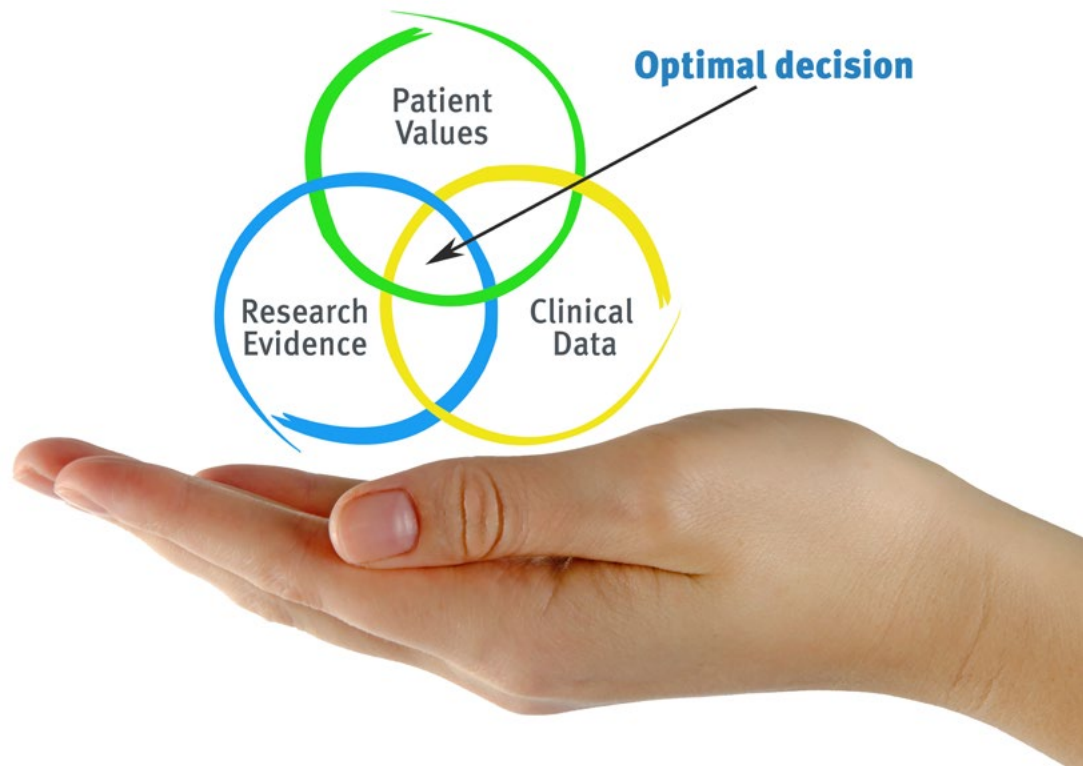 Optimal decision
Patient
Values
Research
Evidence
Clinical
Data